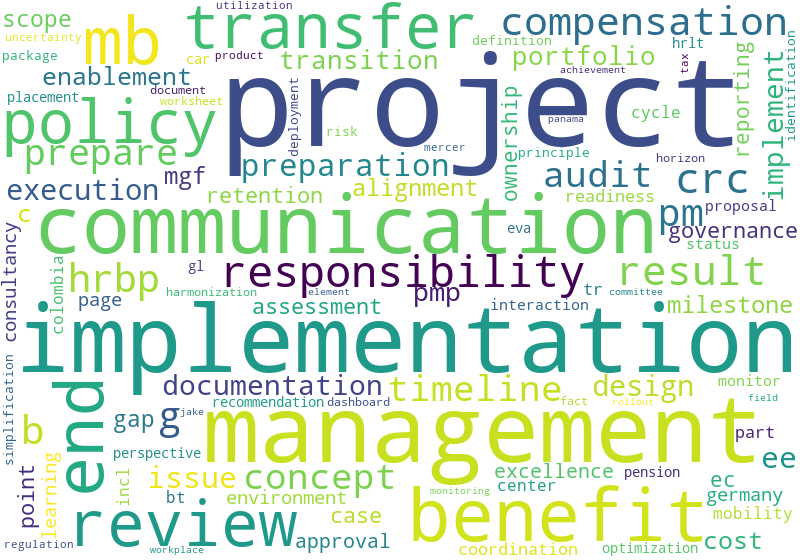 utilization
scope
mb
transfer
compensation
uncertainty
package
car
product
transition
definition
portfolio
hrlt
tax
reporting
identification
enablement
achievement
project
placement
document
worksheet
deployment
panama
cycle
implement
policy
risk
mercer
ownership
principle
prepare
preparation
horizon
audit
crc
execution
mgf
retention
alignment
readiness
c
pm
proposal
consultancy
communication
governance
eva
status
colombia
hrbp
gl
responsibility
result
page
harmonization
element
pmp
tr
committee
assessment
interaction
milestone
implementation
simplification
end
documentation
timeline
design
monitor
recommendation
dashboard
fact
rollout
field
b
gap
g
jake
management
part
perspective
issue
concept
excellence
pension
ee
point
learning
incl
bt
environment
center
monitoring
ec
germany
review
case
benefit
mobility
regulation
workplace
approval
coordination
optimization
cost